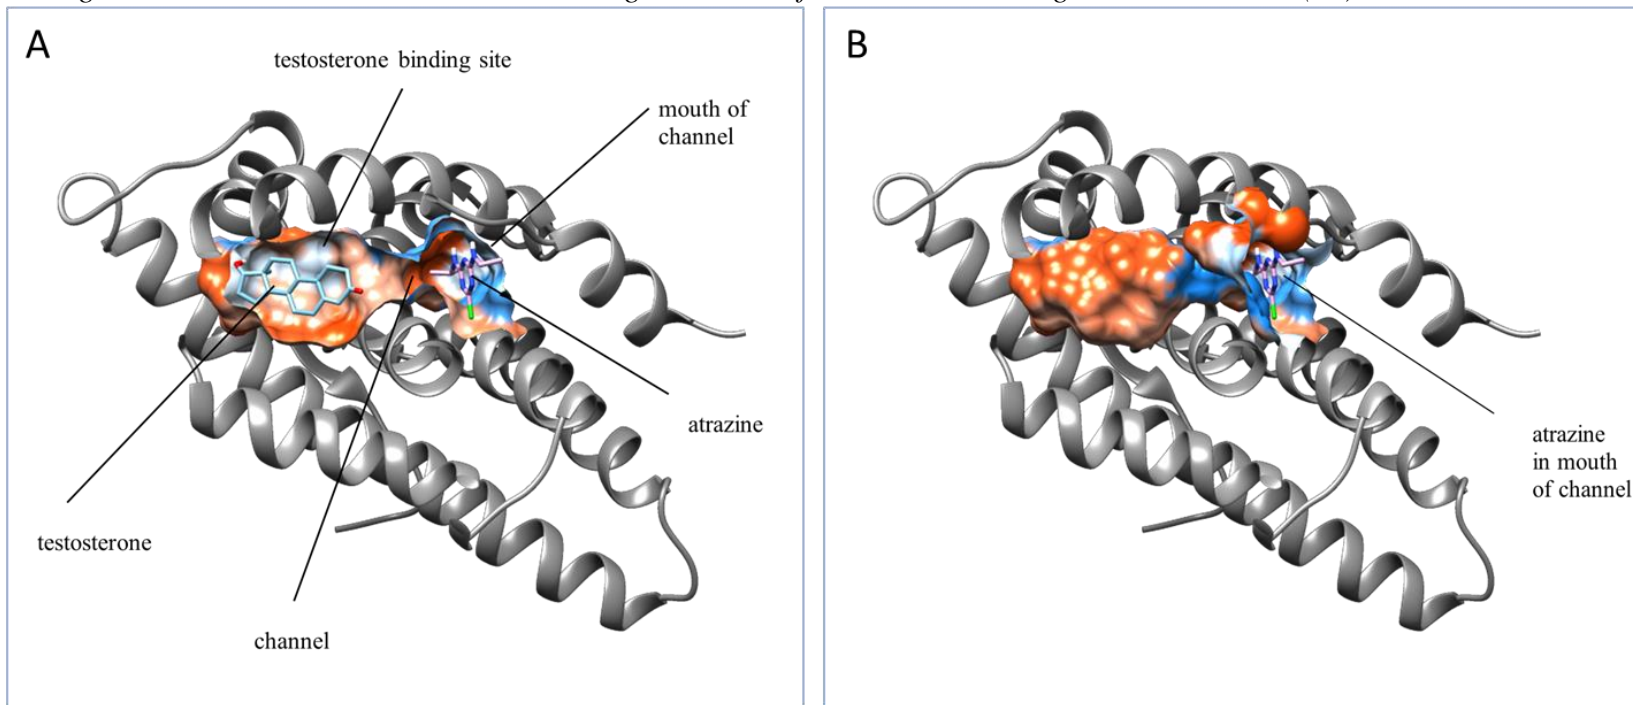 A
testosterone binding site
mouth of
channel
atrazine
testosterone
channel
B
atrazine
in mouth
of channel